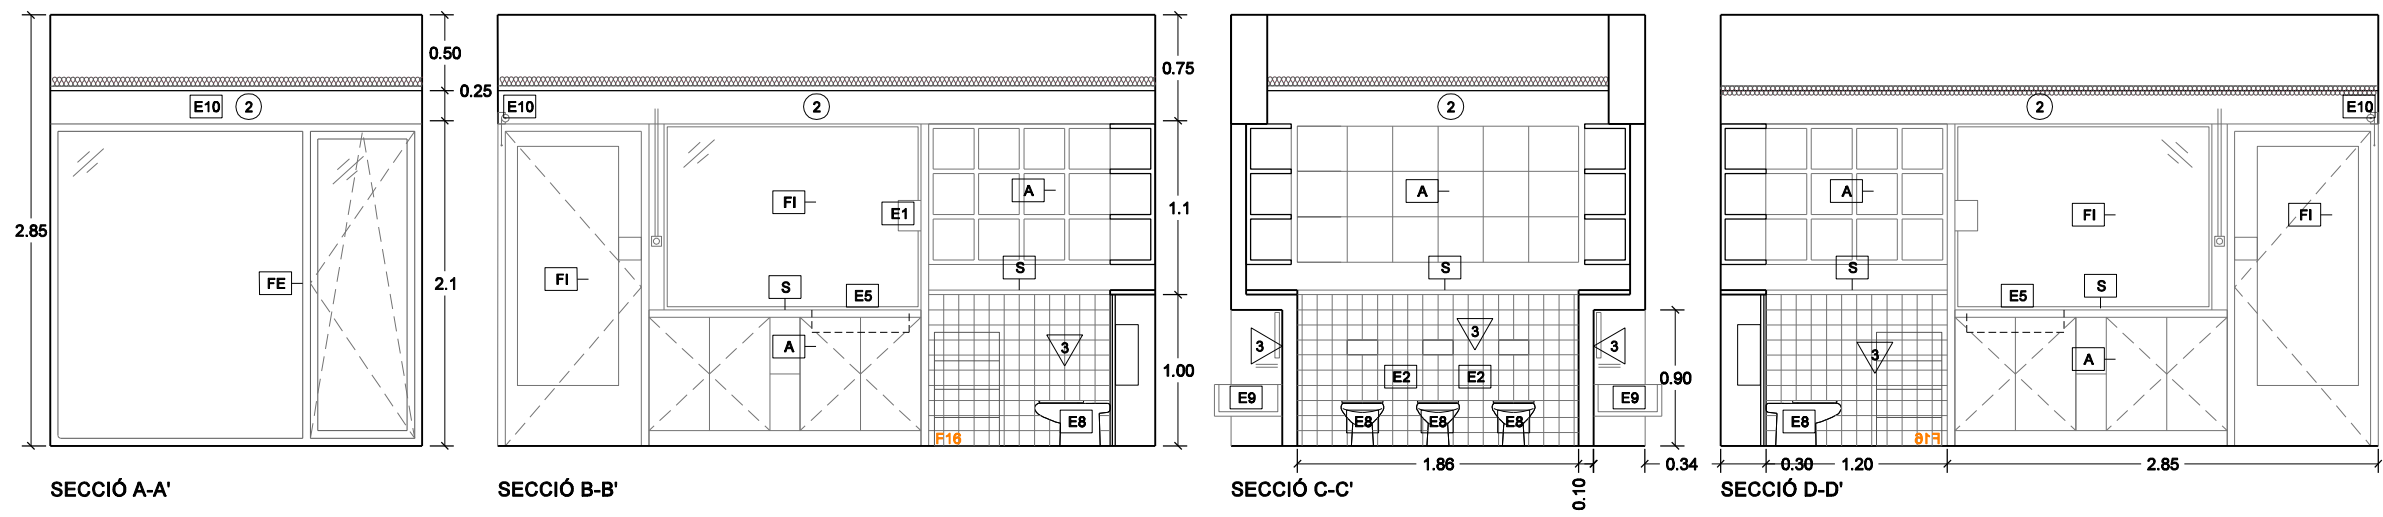 2.85
E10 2
FE
0.50
0.25
2.1
SECCIÓ A-A'
E10
2
FI
FI
E1
S
E5
A
A
S
3
E8
F16
0.75
1.1
1.00
SECCIÓ B-B'
2
A
S
3
3
3
E2 E2
E9
E9
E8 E8 E8
0.90
1.86
0.10
0.34
SECCIÓ C-C'
2
E10
A
FI
FI
S
S
E5
3
A
E8
F16
0.30 1.20 2.85
SECCIÓ D-D'